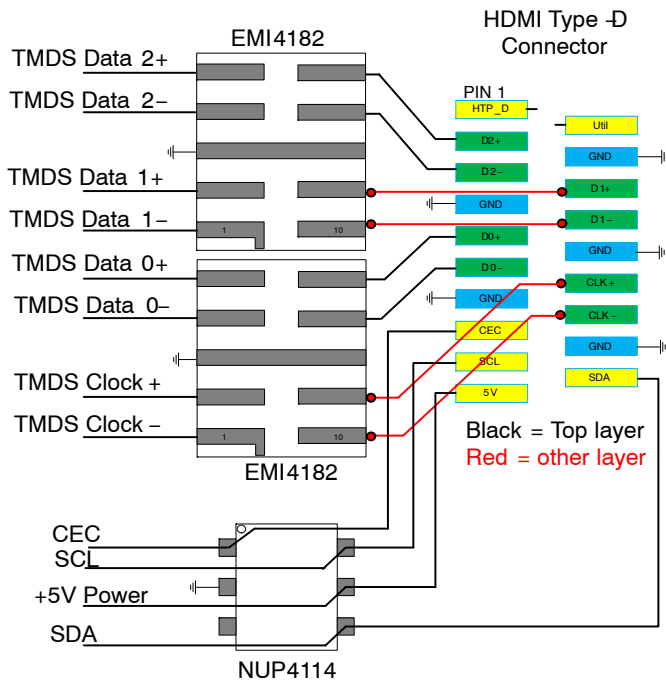 HDMI Type -D
Connector
EMI4182
TMDS Data 2+
TMDS Data 2−
TMDS Data 1+
TMDS Data 1−
1
10
TMDS Data 0+
TMDS Data 0−
TMDS Clock +
TMDS Clock −
1
10
EMI4182
PIN 1
HTP_D
D2+
D2−
GND
D0+
D0−
GND
CEC
SCL
5V
Util
GND
D1+
D1−
GND
CLK+
CLK−
GND
SDA
Black = Top layer
Red = other layer
CEC
SCL
+5V Power
SDA
NUP4114